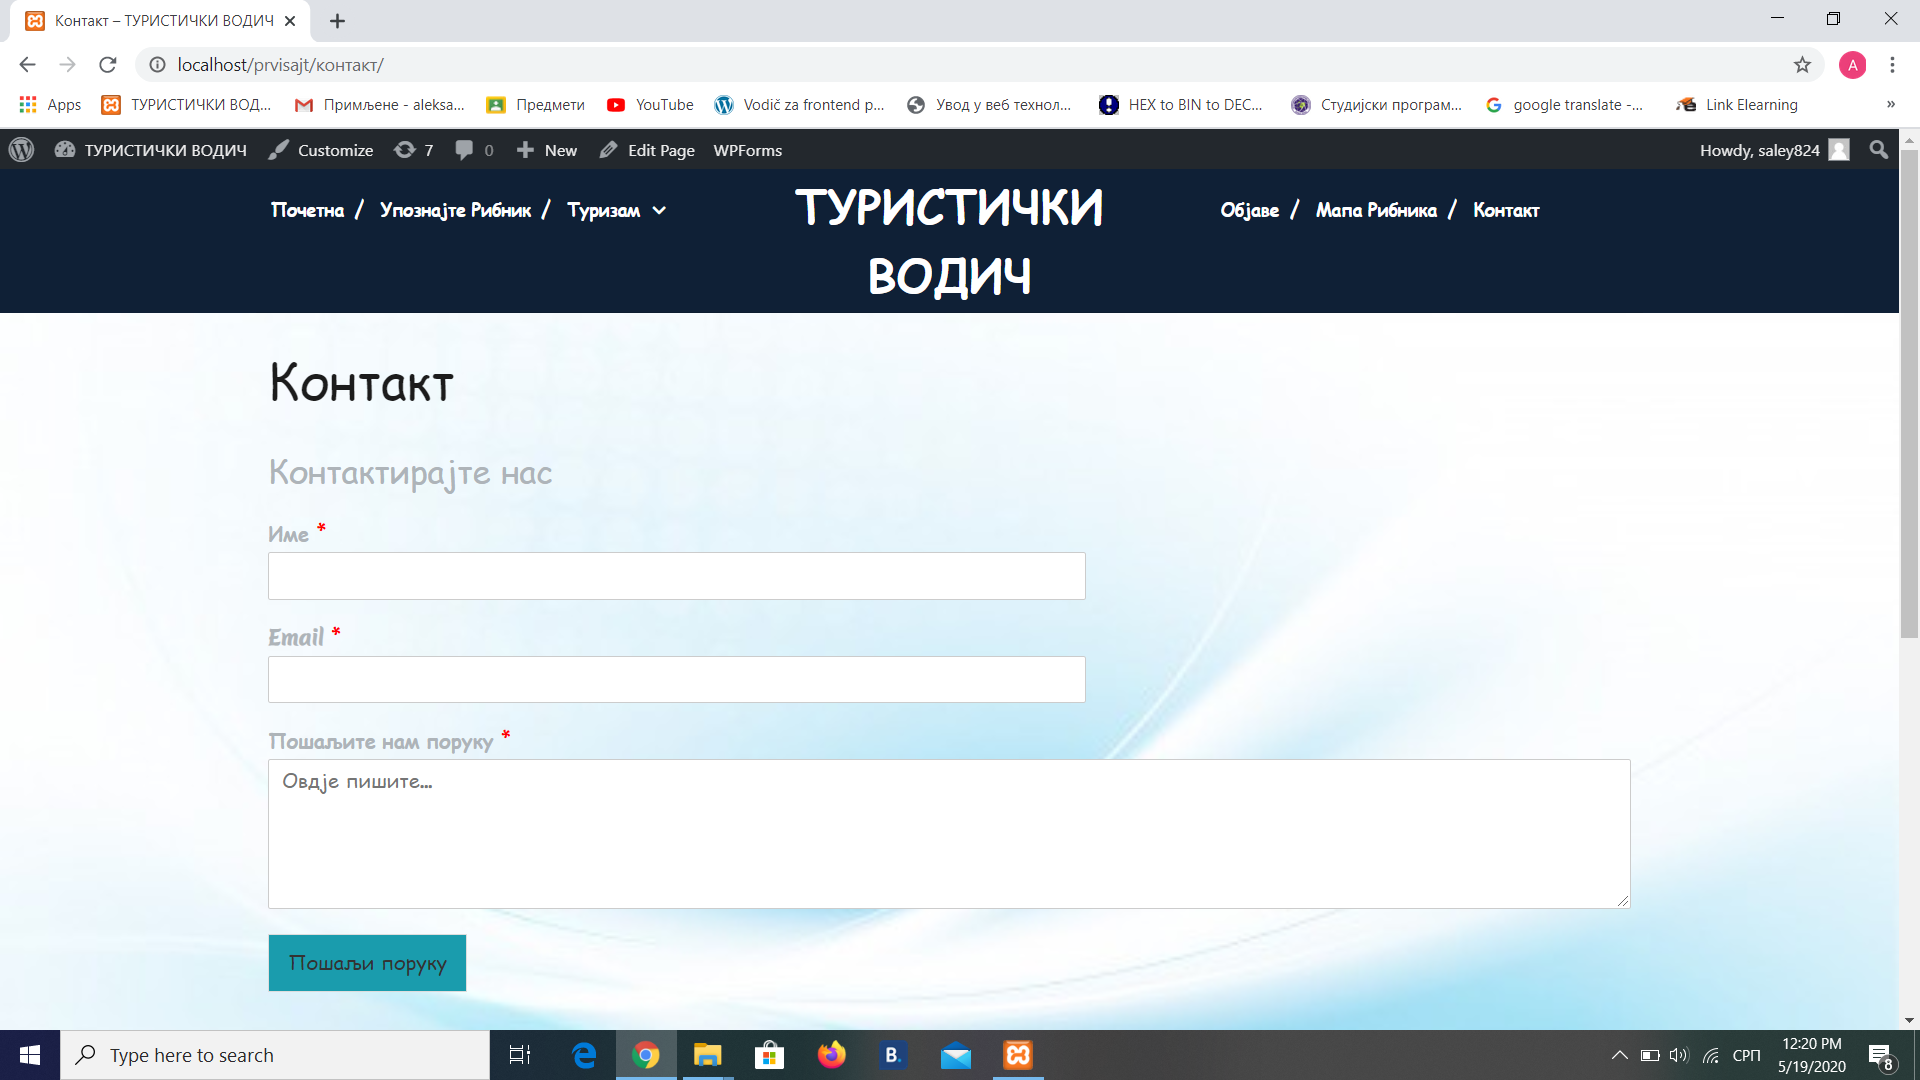 Контакт – ТУРИСТИЧКИ ВОДИЧ
localhost/prvisajt/контакт/
A
Apps ТУРИСТИЧКИ ВОД... Примљене - aleksa... Предмети YouTube Vodič za frontend p... Увод у веб технол... HEX to BIN to DEC... Студијски програм... google translate -... Link Elearning »
ТУРИСТИЧКИ ВОДИЧ Customize 7 0 New Edit Page WPForms Howdy, saley824
Почетна / Упознајте Рибник / Туризам
ТУРИСТИЧКИ
ВОДИЧ
Објаве / Мапа Рибника / Контакт
Контакт
Контактирајте нас
Име *
Email *
Пошаљите нам поруку *
Овдје пишите...
Пошаљи поруку
Type here to search
B.
СРП
12:20 PM
5/19/2020
8